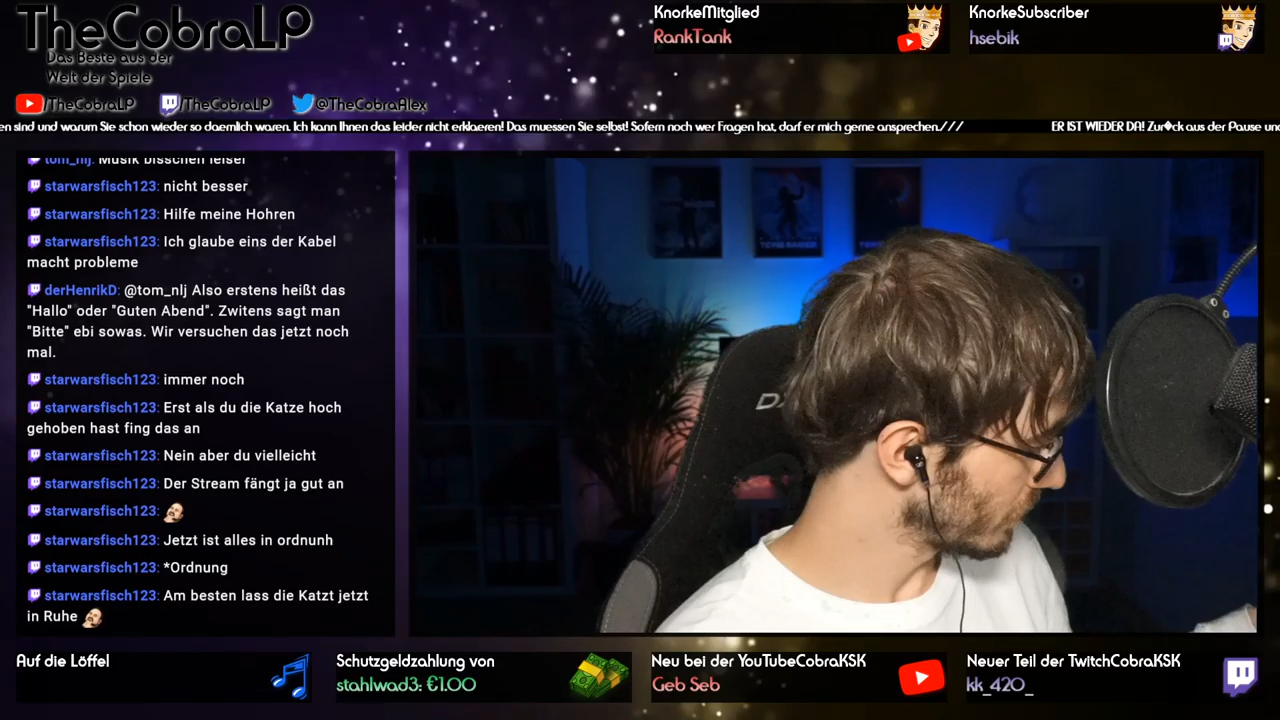 TheCobraLP
Das Beste aus der
Welt der Spiele
/TheCobraLP
/TheCobraLP
@TheCobraAlex
KnorkeMitglied
RankTank
KnorkeSubscriber
hsebik
en sind und warum Sie schon wieder so daemlich waren. Ich kann Ihnen das leider nicht erklaeren! Das muessen Sie selbst! Sofern noch wer Fragen hat, darf er mich gerne ansprechen./// ER IST WIEDER DA! Zur�ck aus der Pause und
tom_nlj: Musik bisschen leiser
starwarsfisch123: nicht besser
starwarsfisch123: Hilfe meine Hohren
starwarsfisch123: Ich glaube eins der Kabel
macht probleme
derHenrikD: @tom_nlj Also erstens heißt das
"Hallo" oder "Guten Abend". Zwitens sagt man
"Bitte" ebi sowas. Wir versuchen das jetzt noch
mal.
starwarsfisch123: immer noch
starwarsfisch123: Erst als du die Katze hoch
gehoben hast fing das an
starwarsfisch123: Nein aber du vielleicht
starwarsfisch123: Der Stream fängt ja gut an
starwarsfisch123:
starwarsfisch123: Jetzt ist alles in ordnunh
starwarsfisch123: *Ordnung
starwarsfisch123: Am besten lass die Katzt jetzt
in Ruhe
TOMB RAIDER
DX
Auf die Löffel
Schutzgeldzahlung von
stahlwad3: €1.00
Neu bei der YouTubeCobraKSK
Geb Seb
Neuer Teil der TwitchCobraKSK
kk_420_